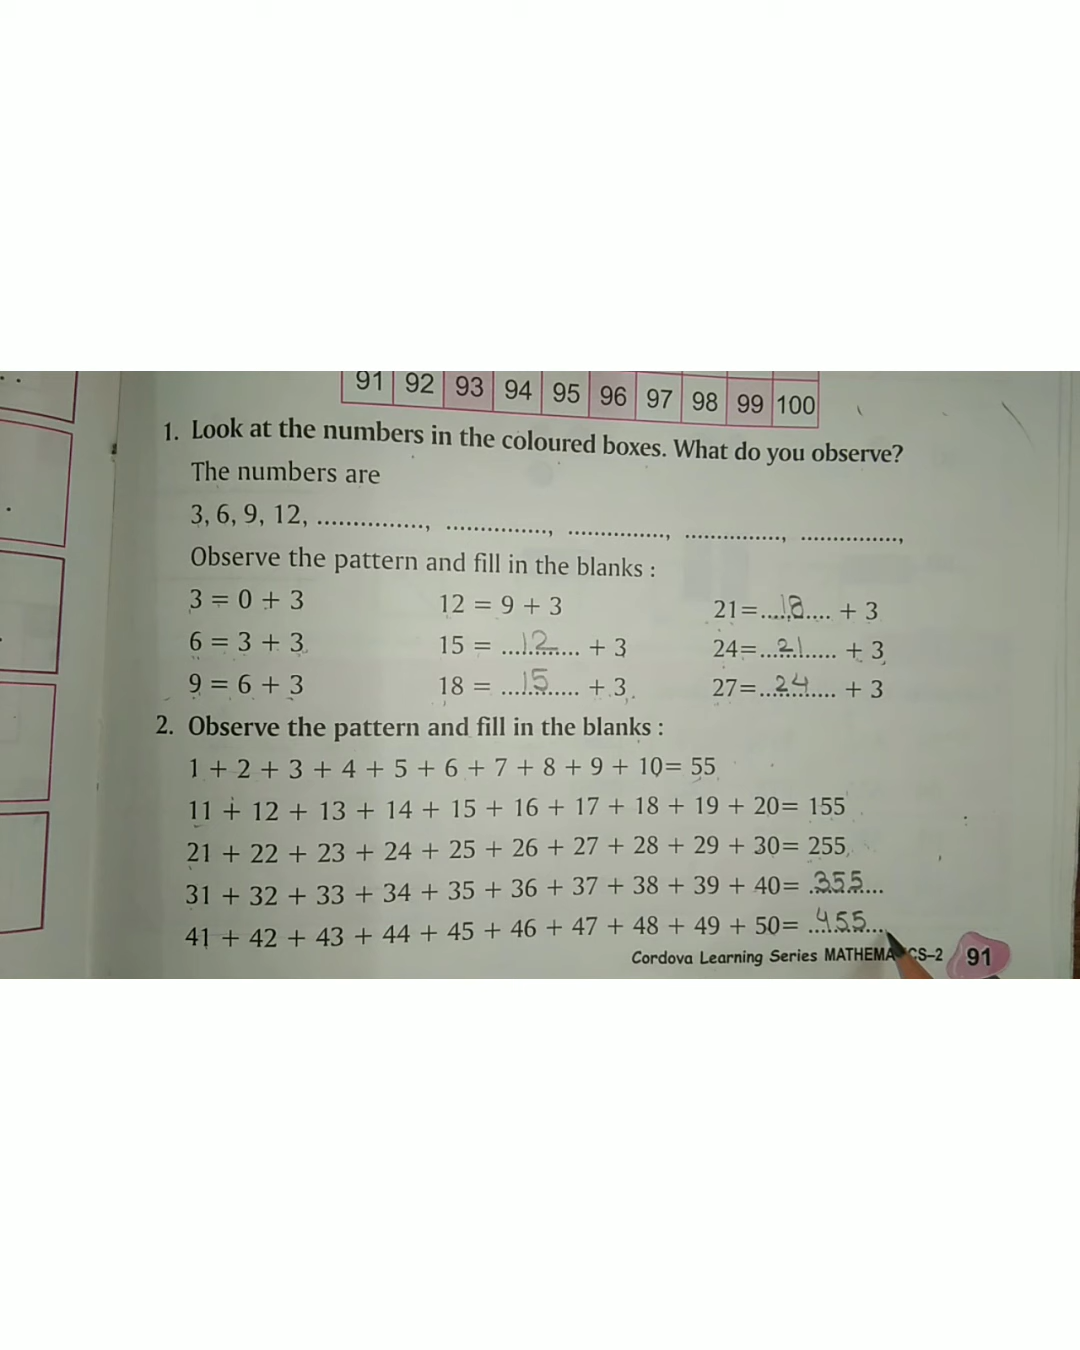 91 92 93 94 95 96 97 98 99 100
1. Look at the numbers in the coloured boxes. What do you observe?
The numbers are
3, 6, 9, 12, ..............., ..............., ..............., ..............., ...............,
Observe the pattern and fill in the blanks :
3 = 0 + 3 12 = 9 + 3 21=....18.... + 3
6 = 3 + 3 15 = ...12... + 3 24=...21..... + 3
9 = 6 + 3 18 = ...15... + 3 27=...24..... + 3
2. Observe the pattern and fill in the blanks :
1 + 2 + 3 + 4 + 5 + 6 + 7 + 8 + 9 + 10= 55
11 + 12 + 13 + 14 + 15 + 16 + 17 + 18 + 19 + 20= 155
21 + 22 + 23 + 24 + 25 + 26 + 27 + 28 + 29 + 30= 255
31 + 32 + 33 + 34 + 35 + 36 + 37 + 38 + 39 + 40= .355...
41 + 42 + 43 + 44 + 45 + 46 + 47 + 48 + 49 + 50= ..455...
Cordova Learning Series CS–2 91